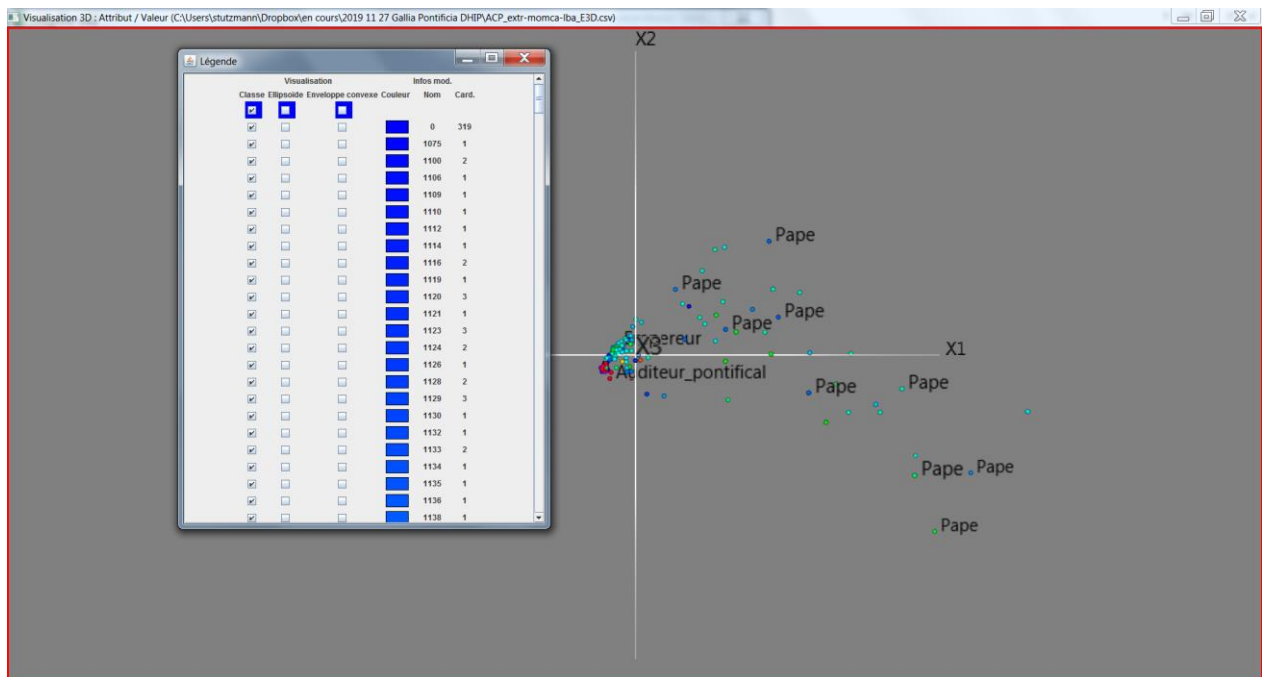 Visualisation 3D : Attribut / Valeur (C:\Users\stutzmann\Dropbox\en cours\2019 11 27 Gallia Pontificia DHIP\ACP_extr-momca-lba_E3D.csv)
Légende
Visualisation Infos mod.
Classe Ellipsoïde Enveloppe convexe Couleur Nom Card.
0 319
1075 1
1100 2
1106 1
1109 1
1110 1
1112 1
1114 1
1116 2
1119 1
1120 3
1121 1
1123 3
1124 2
1126 1
1128 2
1129 3
1130 1
1132 1
1133 2
1134 1
1135 1
1136 1
1138 1
X2
Pape
Pape
Pape
Pape
X3
X1
Auditeur_pontifical
Pape
Pape
Pape
Pape
Pape